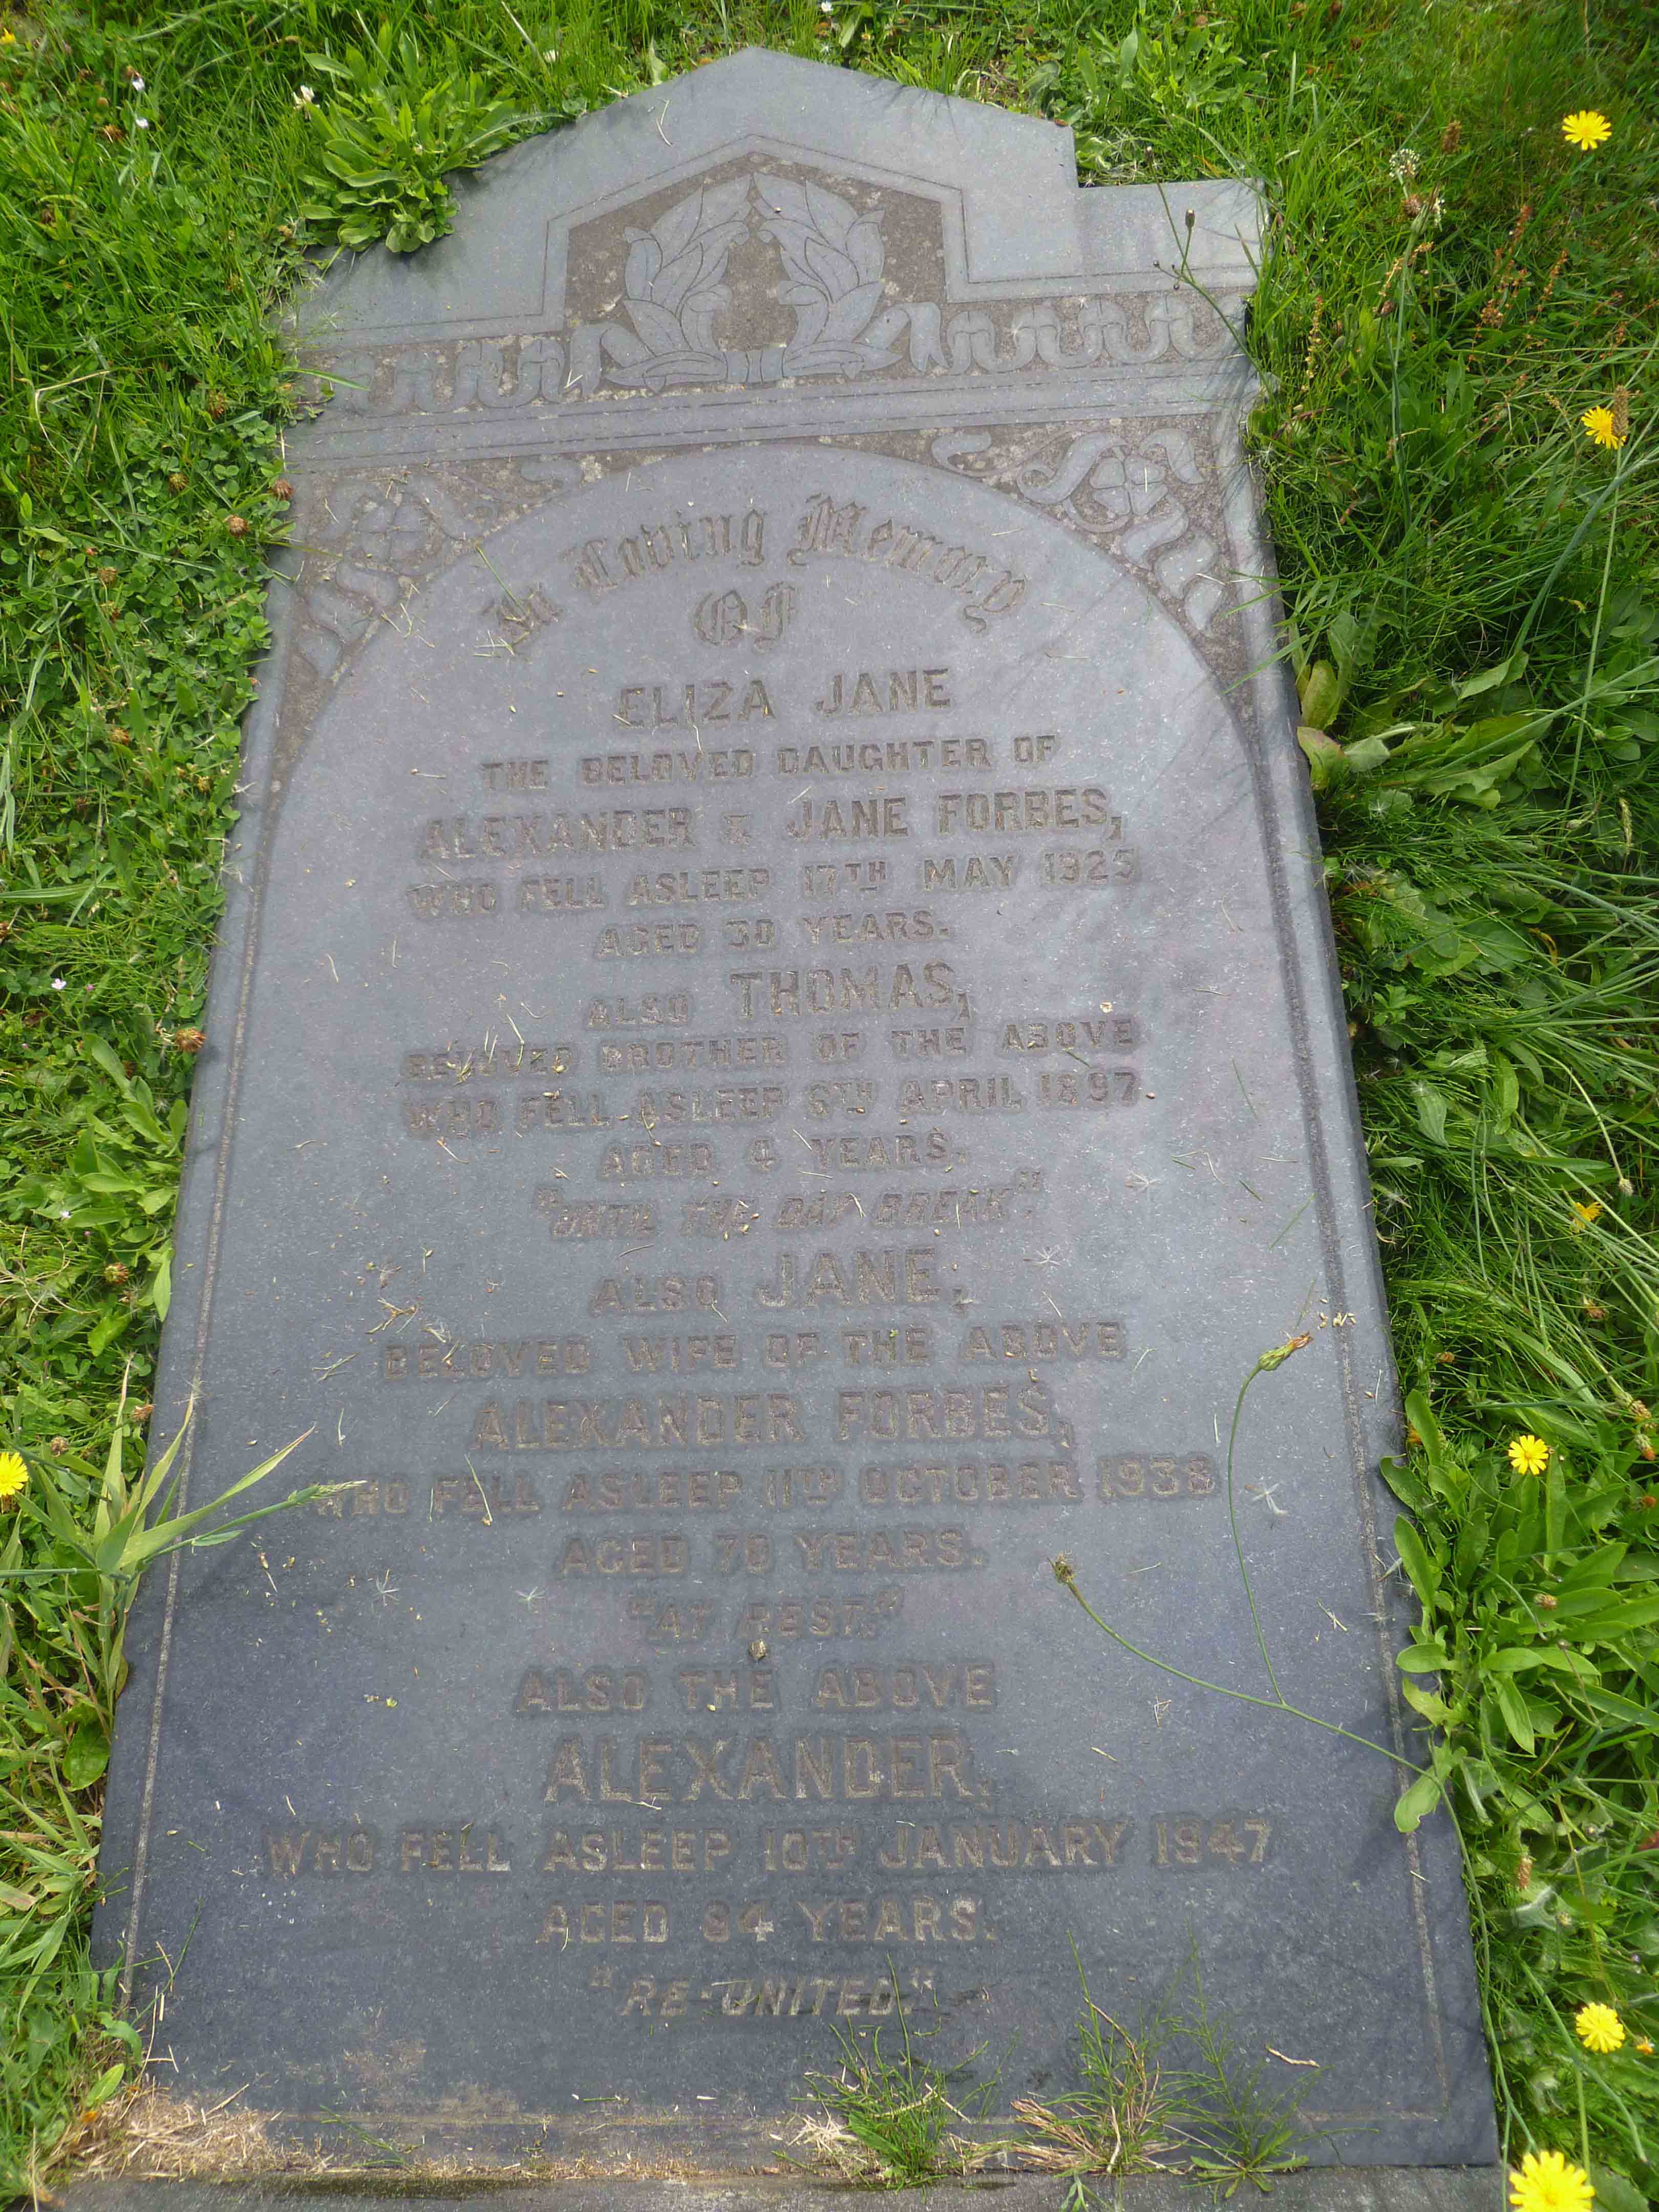 In Loving Memory
Of
ELIZA JANE
THE BELOVED DAUGHTER OF
ALEXANDER & JANE FORBES,
WHO FELL ASLEEP 17TH MAY 1925
AGED 30 YEARS.
ALSO THOMAS,
BELOVED BROTHER OF THE ABOVE
WHO FELL ASLEEP 6TH APRIL 1897.
AGED 4 YEARS.
"UNTIL THE DAY BREAK".
ALSO JANE,
BELOVED WIFE OF THE ABOVE
ALEXANDER FORBES,
WHO FELL ASLEEP 11TH OCTOBER 1938
AGED 78 YEARS.
"AT REST."
ALSO THE ABOVE
ALEXANDER,
WHO FELL ASLEEP 10TH JANUARY 1947
AGED 84 YEARS.
"RE-UNITED."